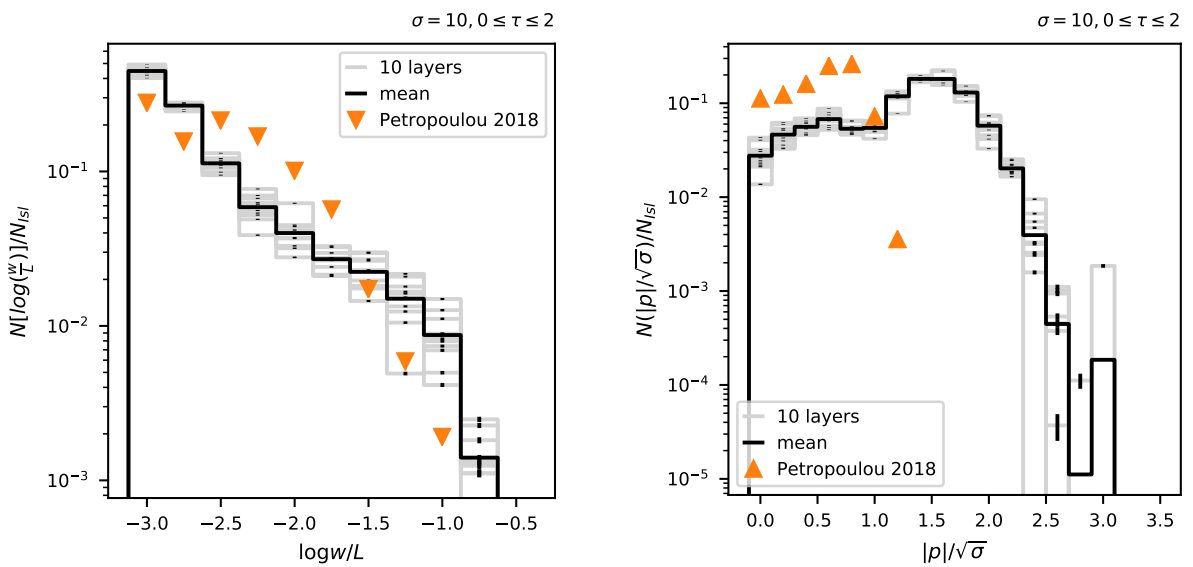 σ = 10, 0 ≤ τ ≤ 2
10 layers
mean
Petropoulou 2018
N[log(w/L)]/N_Isl
10⁻¹
10⁻²
10⁻³
−3.0 −2.5 −2.0 −1.5 −1.0 −0.5
logw/L
σ = 10, 0 ≤ τ ≤ 2
N(|p|/√σ)/N_Isl
10⁻¹
10⁻²
10⁻³
10⁻⁴
10⁻⁵
10 layers
mean
Petropoulou 2018
0.0 0.5 1.0 1.5 2.0 2.5 3.0 3.5
|p|/√σ